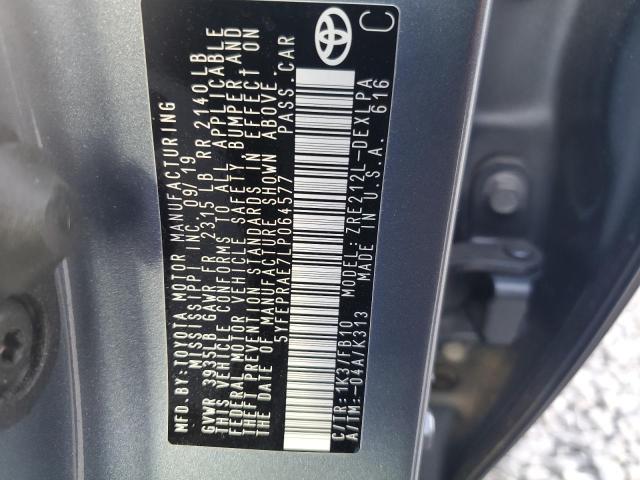 MFD. BY: TOYOTA MOTOR MANUFACTURING
MISSISSIPPI INC. 09/19
GVWR 3935LB GAWR FR 2315 LB RR 2140LB
THIS VEHICLE CONFORMS TO ALL APPLICABLE
FEDERAL MOTOR VEHICLE SAFETY BUMPER AND
THEFT PREVENTION STANDARDS IN EFFECT ON
THE DATE OF MANUFACTURE SHOWN ABOVE.
5YFEPRAE7LP064577 PASS. CAR
C/TR: 1K3/FB10 MODEL: ZRE212L-DEXLPA
A/TM:-04A/K313 MADE IN U.S.A. 616
C